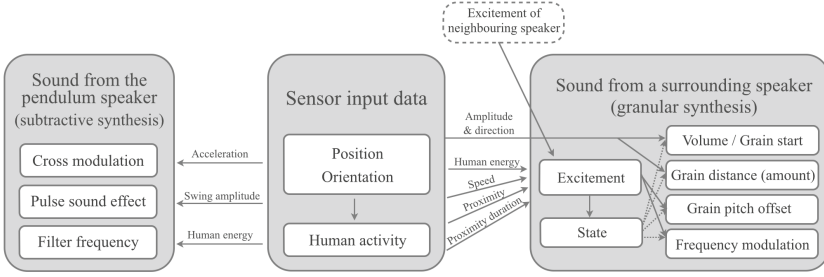 Excitement of
neighbouring speaker
Sound from the
pendulum speaker
(subtractive synthesis)
Cross modulation
Pulse sound effect
Filter frequency
Acceleration
Swing amplitude
Human energy
Sensor input data
Position
Orientation
Human activity
Amplitude
& direction
Human energy
Speed
Proximity
Proximity duration
Sound from a surrounding speaker
(granular synthesis)
Excitement
State
Volume / Grain start
Grain distance (amount)
Grain pitch offset
Frequency modulation